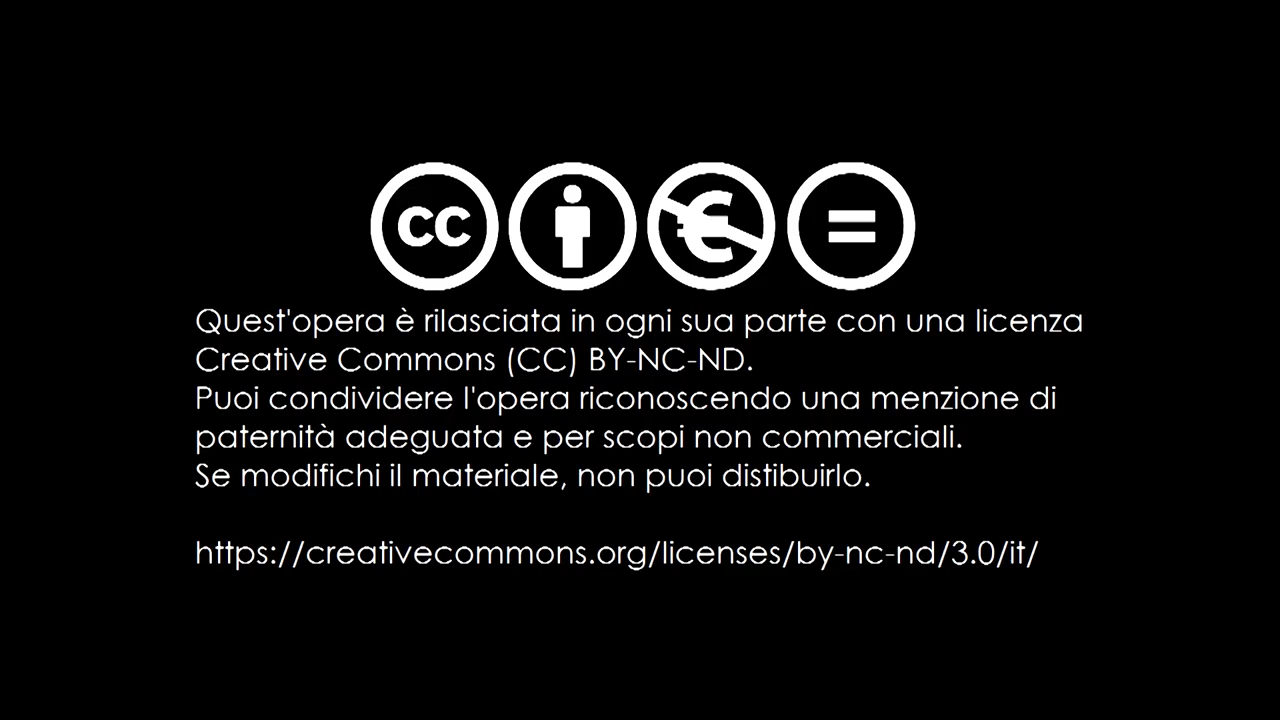 cc
Quest'opera è rilasciata in ogni sua parte con una licenza
Creative Commons (CC) BY-NC-ND.
Puoi condividere l'opera riconoscendo una menzione di
paternità adeguata e per scopi non commerciali.
Se modifichi il materiale, non puoi distibuirlo.
https://creativecommons.org/licenses/by-nc-nd/3.0/it/